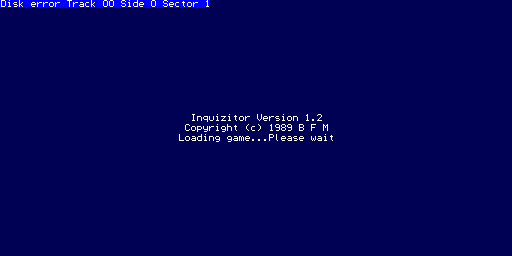 Disk error Track 00 Side 0 Sector 1
Inquizitor Version 1.2
Copyright (c) 1989 B F M
Loading game...Please wait